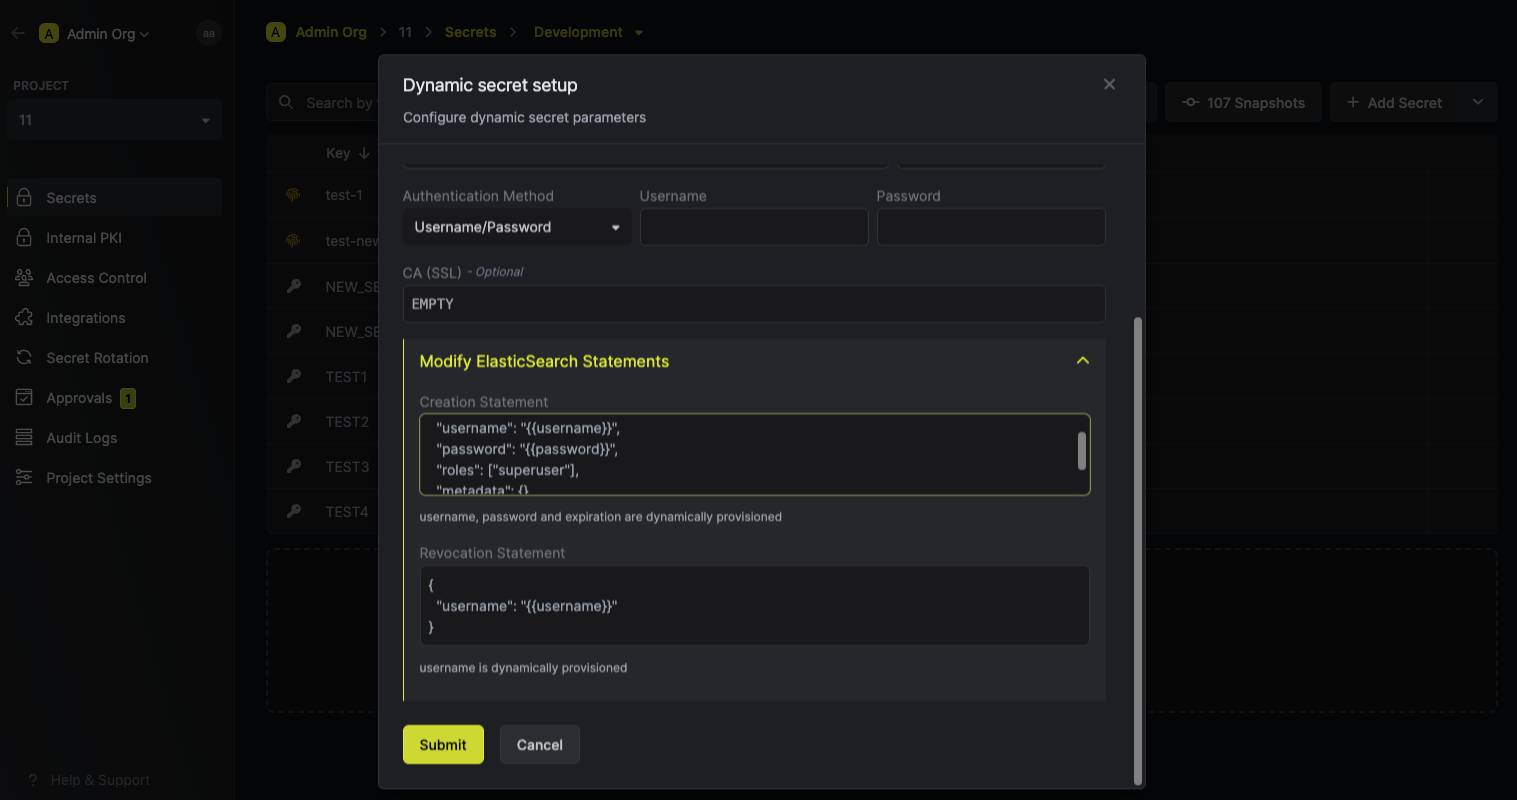 A Admin Org
aa
A Admin Org > 11 > Secrets > Development
PROJECT
11
Secrets
Internal PKI
Access Control
Integrations
Secret Rotation
Approvals 1
Audit Logs
Project Settings
? Help & Support
Search by
107 Snapshots
+ Add Secret
Key
test-1
test-new
NEW_SE
NEW_SE
TEST1
TEST2
TEST3
TEST4
Dynamic secret setup
Configure dynamic secret parameters
Authentication Method
Username/Password
Username
Password
CA (SSL) - Optional
EMPTY
Modify ElasticSearch Statements
Creation Statement
"username": "{{username}}",
"password": "{{password}}",
"roles": ["superuser"],
"metadata": {}
username, password and expiration are dynamically provisioned
Revocation Statement
{
"username": "{{username}}"
}
username is dynamically provisioned
Submit
Cancel